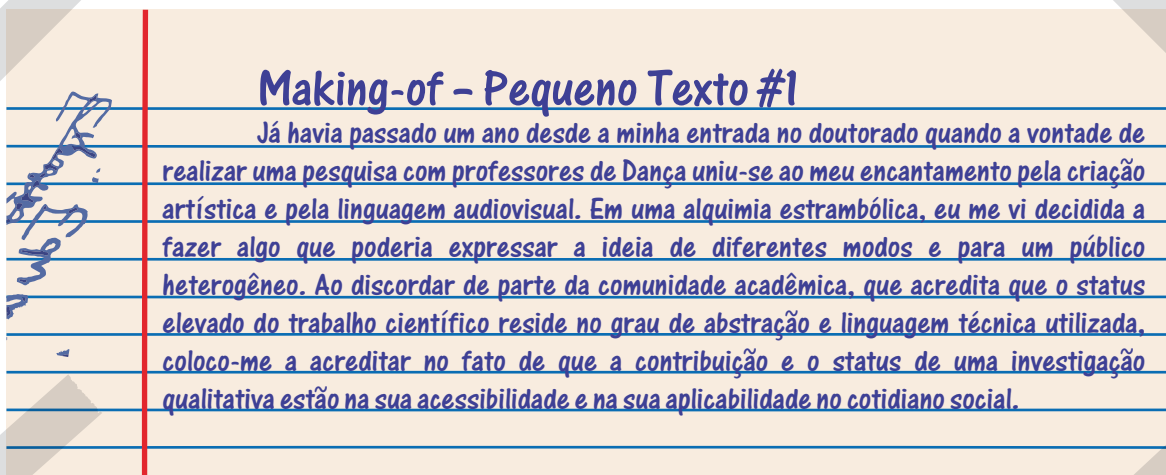 Making-of – Pequeno Texto #1
Já havia passado um ano desde a minha entrada no doutorado quando a vontade de
realizar uma pesquisa com professores de Dança uniu-se ao meu encantamento pela criação
artística e pela linguagem audiovisual. Em uma alquimia estrambólica, eu me vi decidida a
fazer algo que poderia expressar a ideia de diferentes modos e para um público
heterogêneo. Ao discordar de parte da comunidade acadêmica, que acredita que o status
elevado do trabalho científico reside no grau de abstração e linguagem técnica utilizada,
coloco-me a acreditar no fato de que a contribuição e o status de uma investigação
qualitativa estão na sua acessibilidade e na sua aplicabilidade no cotidiano social.